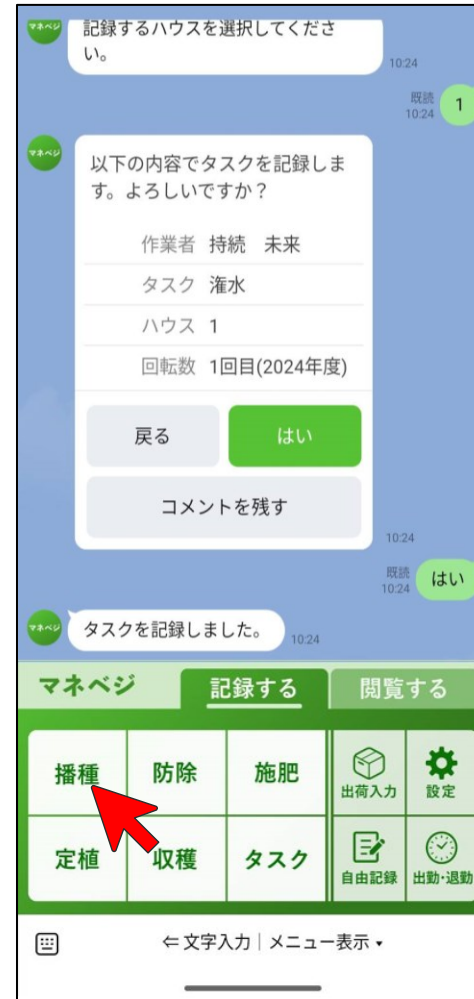 マネベジ
記録するハウスを選択してくださ
い。
10:24
既読
10:24
1
マネベジ
以下の内容でタスクを記録しま
す。よろしいですか？
作業者 持続 未来
タスク 潅水
ハウス 1
回転数 1回目(2024年度)
戻る
はい
コメントを残す
10:24
既読
10:24
はい
マネベジ
タスクを記録しました。
10:24
マネベジ
記録する
閲覧する
播種
防除
施肥
出荷入力
設定
定植
収穫
タスク
自由記録
出勤・退勤
⇐ 文字入力｜メニュー表示 ▾